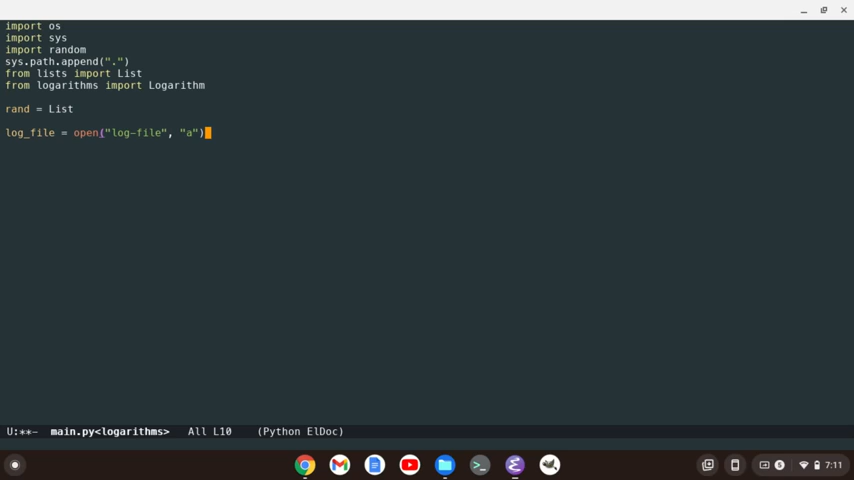 import os
import sys
import random
sys.path.append(".")
from lists import List
from logarithms import Logarithm
rand = List
log_file = open("log-file", "a")
U:**- main.py<logarithms> All L10 (Python ElDoc)
5 7:11